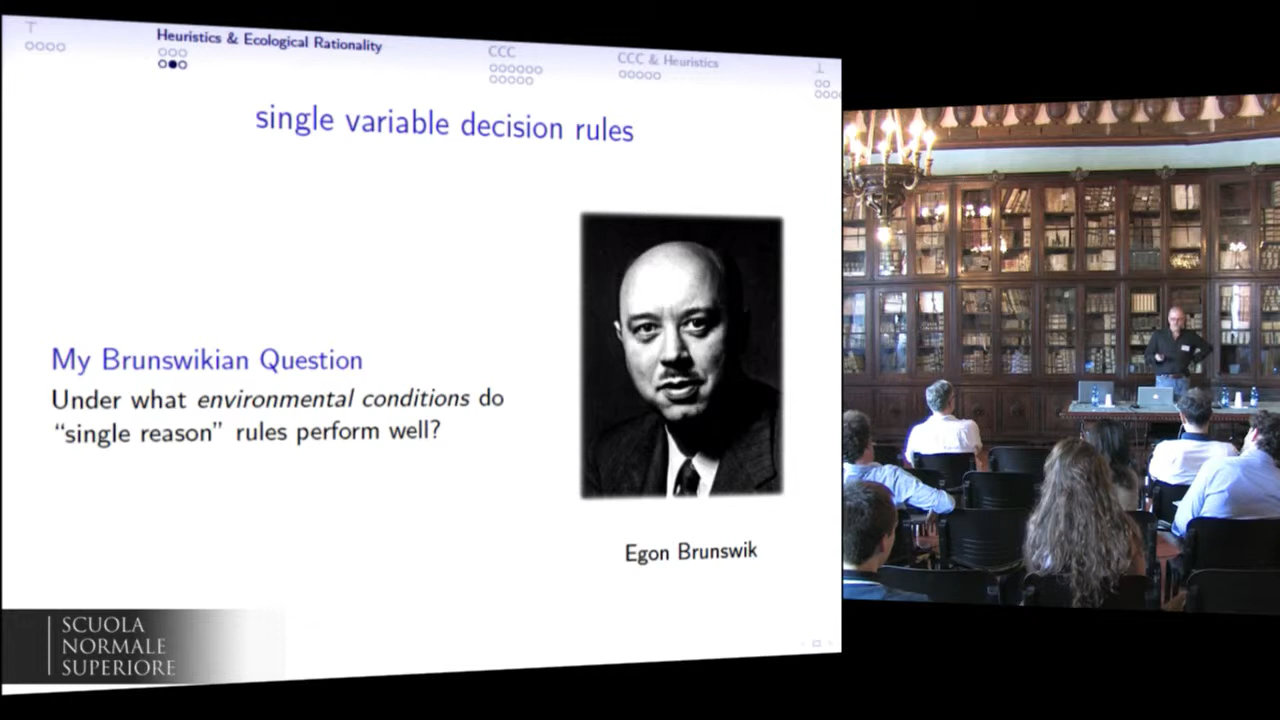 T
Heuristics & Ecological Rationality
CCC
CCC & Heuristics
⊥
single variable decision rules
My Brunswikian Question
Under what environmental conditions do
“single reason” rules perform well?
Egon Brunswik
SCUOLA
NORMALE
SUPERIORE